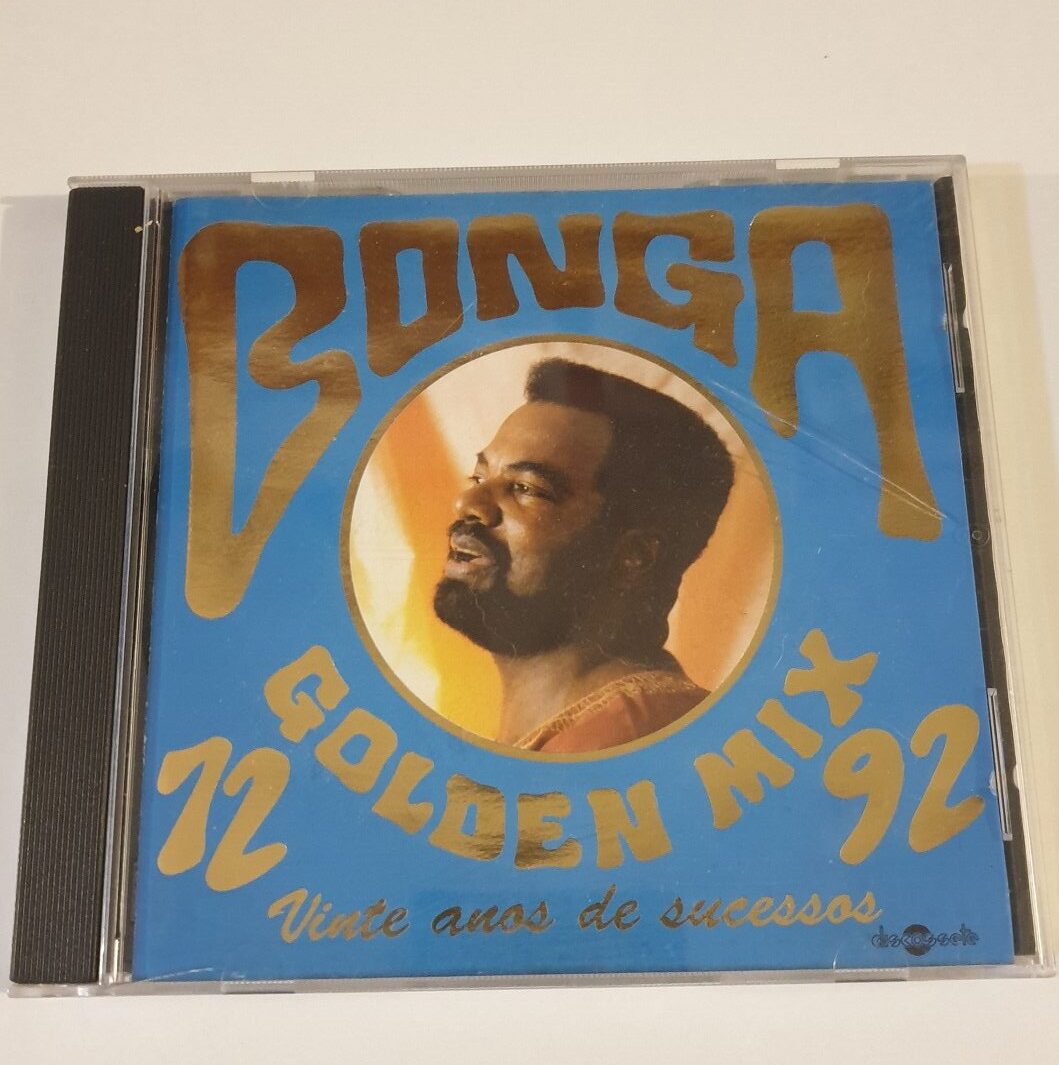 BONGA
72 GOLDEN MIX 92
Vinte anos de sucessos
discossete